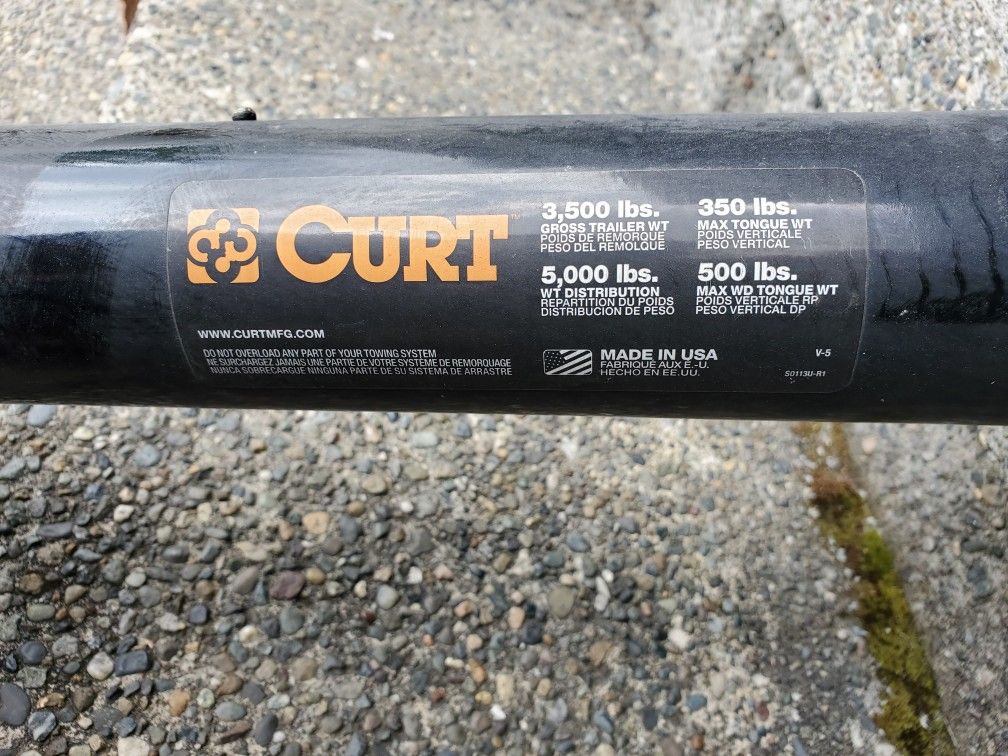 CURT™
3,500 lbs.
GROSS TRAILER WT
POIDS DE REMORQUE
PESO DEL REMOLQUE
350 lbs.
MAX TONGUE WT
POIDS VERTICALE
PESO VERTICAL
5,000 lbs.
WT DISTRIBUTION
REPARTITION DU POIDS
DISTRIBUCION DE PESO
500 lbs.
MAX WD TONGUE WT
POIDS VERTICALE RP
PESO VERTICAL DP
WWW.CURTMFG.COM
DO NOT OVERLOAD ANY PART OF YOUR TOWING SYSTEM
NE SURCHARGEZ JAMAIS UNE PARTIE DE VOTRE SYSTEME DE REMORQUAGE
NUNCA SOBRECARGUE NINGUNA PARTE DE SU SISTEMA DE ARRASTRE
MADE IN USA
FABRIQUE AUX E.-U.
HECHO EN EE.UU.
V-5
S0113U-R1